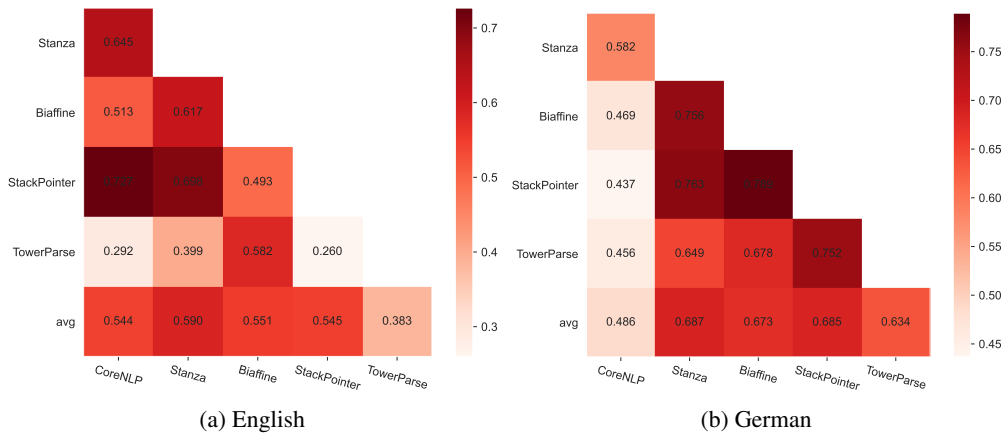 Stanza
0.645
Biaffine
0.513 0.617
StackPointer
0.493
TowerParse
0.292 0.399 0.582 0.260
avg
0.544 0.590 0.551 0.545 0.383
CoreNLP Stanza Biaffine StackPointer TowerParse
0.7
0.6
0.5
0.4
0.3
(a) English
Stanza
0.582
Biaffine
0.469 0.756
StackPointer
0.437 0.763
TowerParse
0.456 0.649 0.678 0.752
avg
0.486 0.687 0.673 0.685 0.634
CoreNLP Stanza Biaffine StackPointer TowerParse
0.75
0.70
0.65
0.60
0.55
0.50
0.45
(b) German